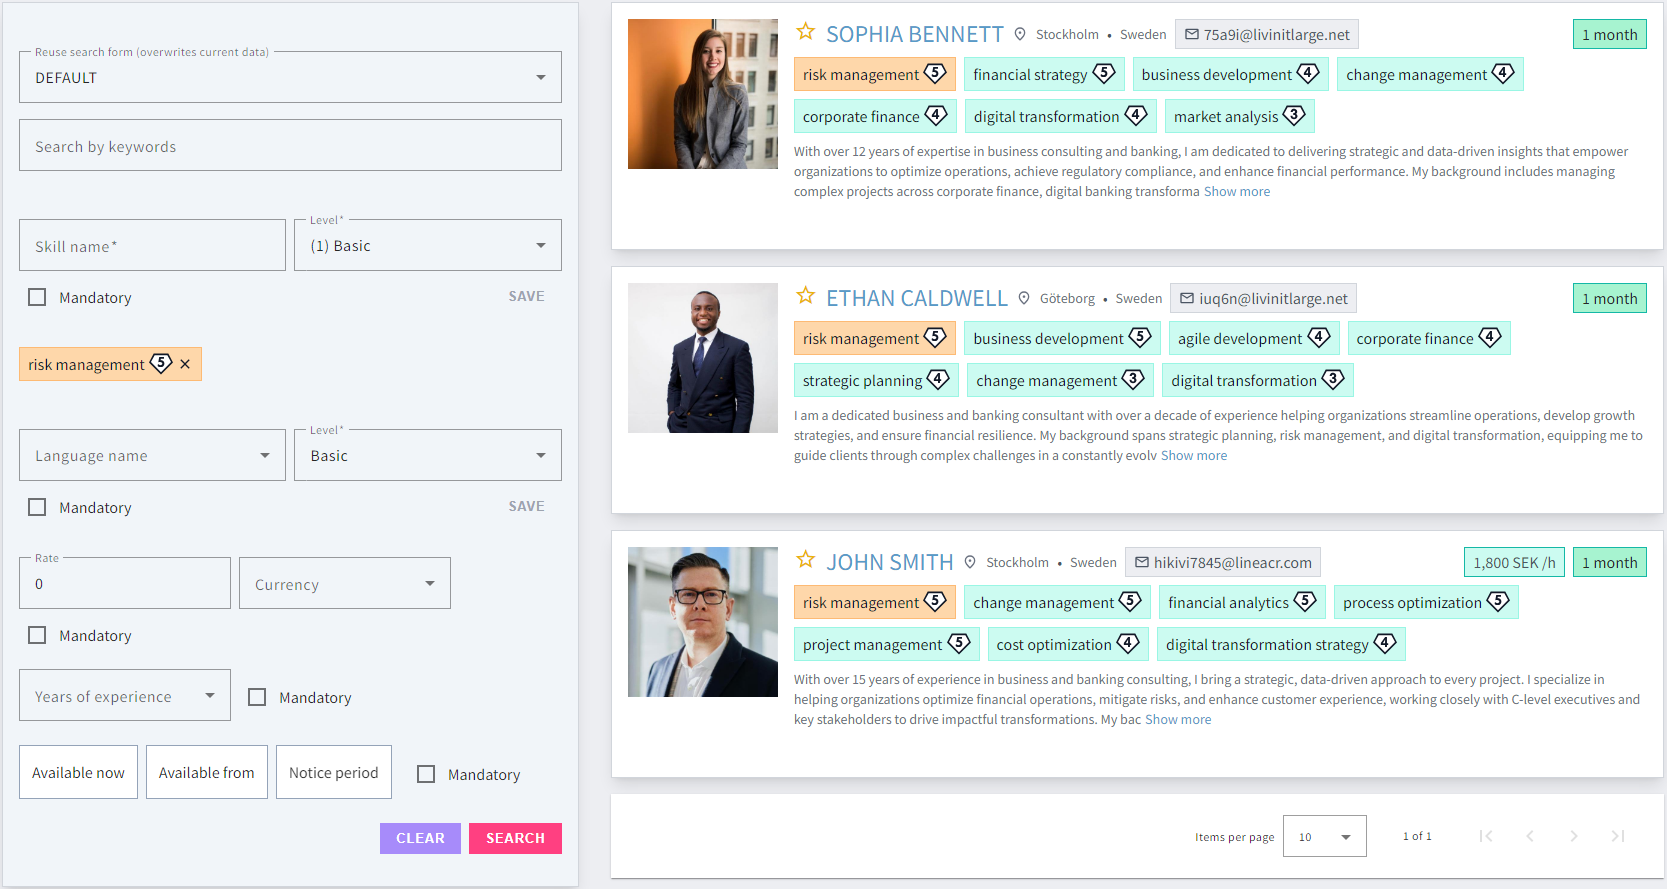 Reuse search form (overwrites current data)
DEFAULT
Search by keywords
Skill name*
Level*
(1) Basic
Mandatory
SAVE
risk management 5 ×
Language name
Level*
Basic
Mandatory
SAVE
Rate
0
Currency
Mandatory
Years of experience
Mandatory
Available now
Available from
Notice period
Mandatory
CLEAR
SEARCH
SOPHIA BENNETT Stockholm • Sweden 75a9i@livinitlarge.net 1 month
risk management 5 financial strategy 5 business development 4 change management 4
corporate finance 4 digital transformation 4 market analysis 3
With over 12 years of expertise in business consulting and banking, I am dedicated to delivering strategic and data-driven insights that empower
organizations to optimize operations, achieve regulatory compliance, and enhance financial performance. My background includes managing
complex projects across corporate finance, digital banking transforma Show more
ETHAN CALDWELL Göteborg • Sweden iuq6n@livinitlarge.net 1 month
risk management 5 business development 5 agile development 4 corporate finance 4
strategic planning 4 change management 3 digital transformation 3
I am a dedicated business and banking consultant with over a decade of experience helping organizations streamline operations, develop growth
strategies, and ensure financial resilience. My background spans strategic planning, risk management, and digital transformation, equipping me to
guide clients through complex challenges in a constantly evolv Show more
JOHN SMITH Stockholm • Sweden hikivi7845@lineacr.com 1,800 SEK /h 1 month
risk management 5 change management 5 financial analytics 5 process optimization 5
project management 5 cost optimization 4 digital transformation strategy 4
With over 15 years of experience in business and banking consulting, I bring a strategic, data-driven approach to every project. I specialize in
helping organizations optimize financial operations, mitigate risks, and enhance customer experience, working closely with C-level executives and
key stakeholders to drive impactful transformations. My bac Show more
Items per page 10 1 of 1